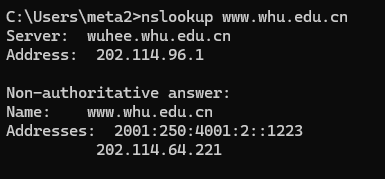 C:\Users\meta2>nslookup www.whu.edu.cn
Server:  wuhee.whu.edu.cn
Address:  202.114.96.1
Non-authoritative answer:
Name:    www.whu.edu.cn
Addresses:  2001:250:4001:2::1223
          202.114.64.221